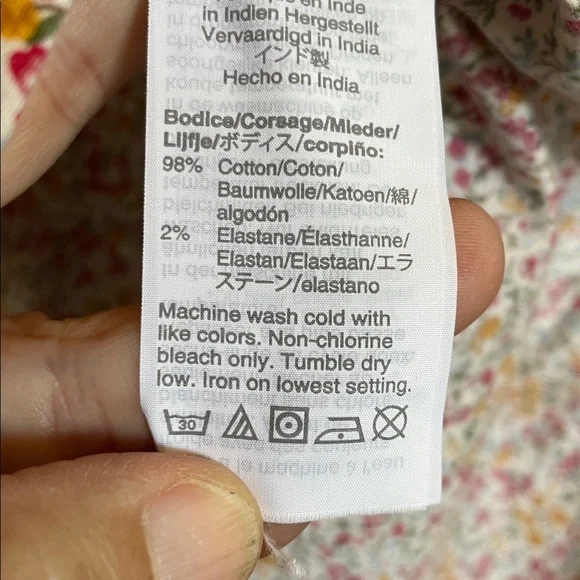 en Inde
in Indien Hergestellt
Vervaardigd in India
インド製
Hecho en India
Bodice/Corsage/Mieder/
Lijfje/ボディス/corpiño:
98% Cotton/Coton/
Baumwolle/Katoen/綿/
algodón
2% Elastane/Élasthanne/
Elastan/Elastaan/エラ
ステーン/elastano
Machine wash cold with
like colors. Non-chlorine
bleach only. Tumble dry
low. Iron on lowest setting.
30